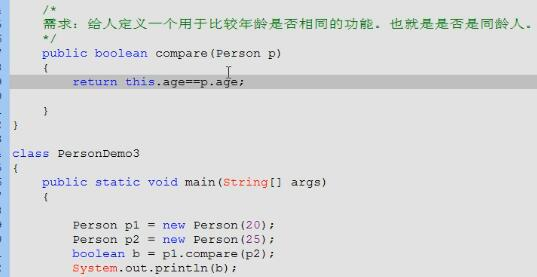 /*
需求：给人定义一个用于比较年龄是否相同的功能。也就是是否是同龄人。
*/
public boolean compare(Person p)
{
return this.age==p.age;
}
}
class PersonDemo3
{
public static void main(String[] args)
{
Person p1 = new Person(20);
Person p2 = new Person(25);
boolean b = p1.compare(p2);
System.out.println(b);